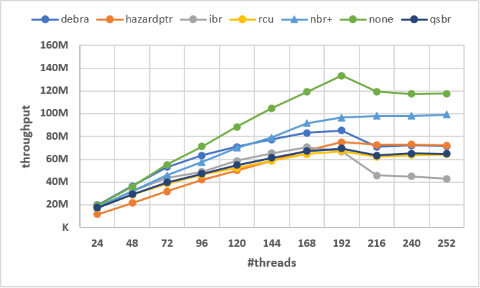 debra hazardptr ibr rcu nbr+ none qsbr
160M
140M
120M
100M
80M
60M
40M
20M
K
throughput
24 48 72 96 120 144 168 192 216 240 252
#threads